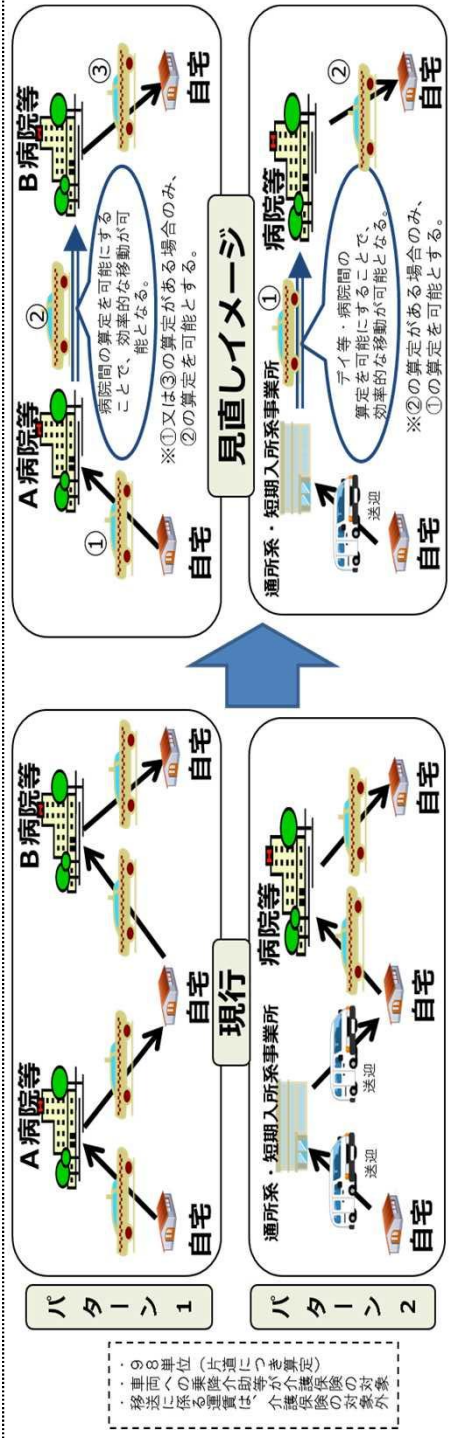 ・９８単位（片道につき算定）
・車両への乗降介助等が介護保険の対象
・移送に係る運賃は、介護保険の対象外
パターン１
A病院等
B病院等
自宅
自宅
自宅
現行
パターン２
通所系・短期入所系事業所
病院等
送迎
送迎
自宅
自宅
自宅
見直しイメージ
A病院等
②
B病院等
①
③
病院間の算定を可能にする
ことで、効率的な移動が可
能となる。
自宅
※①又は③の算定がある場合のみ、
②の算定を可能とする。
自宅
通所系・短期入所系事業所
①
病院等
②
送迎
デイ等・病院間の
算定を可能にすることで、
効率的な移動が可能となる。
自宅
※②の算定がある場合のみ、
①の算定を可能とする。
自宅